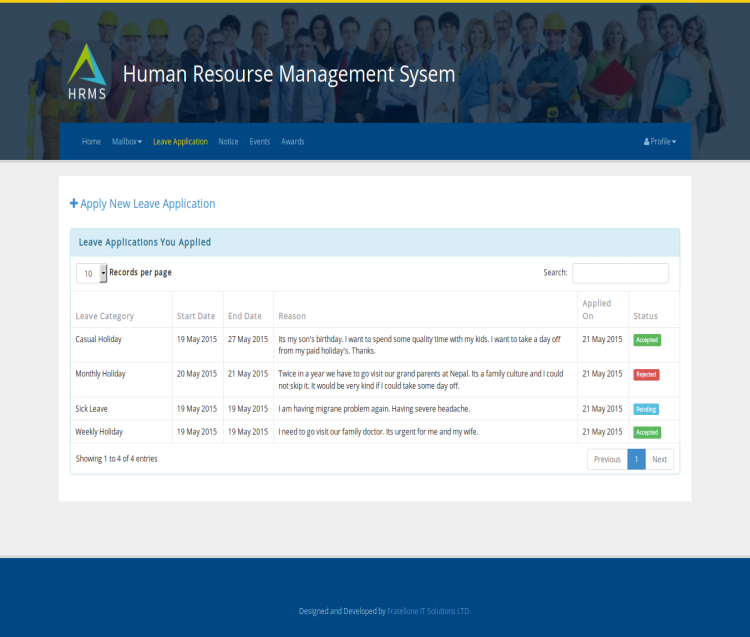 HRMS
Human Resourse Management Sysem
Home Mailbox Leave Application Notice Events Awards Profile
Apply New Leave Application
Leave Applications You Applied
10 Records per page Search:
Leave Category Start Date End Date Reason Applied On Status
Casual Holiday 19 May 2015 27 May 2015 Its my son's birthday. I want to spend some quality time with my kids. I want to take a day off 21 May 2015 Accepted
from my paid holiday's. Thanks.
Monthly Holiday 20 May 2015 21 May 2015 Twice in a year we have to go visit our grand parents at Nepal. Its a family culture and I could 21 May 2015 Rejected
not skip it. It would be very kind if I could take some day off.
Sick Leave 19 May 2015 19 May 2015 I am having migrane problem again. Having severe headache. 21 May 2015 Pending
Weekly Holiday 19 May 2015 19 May 2015 I need to go visit our family doctor. Its urgent for me and my wife. 21 May 2015 Accepted
Showing 1 to 4 of 4 entries Previous 1 Next
Designed and Developed by Fratellone IT Solutions LTD.